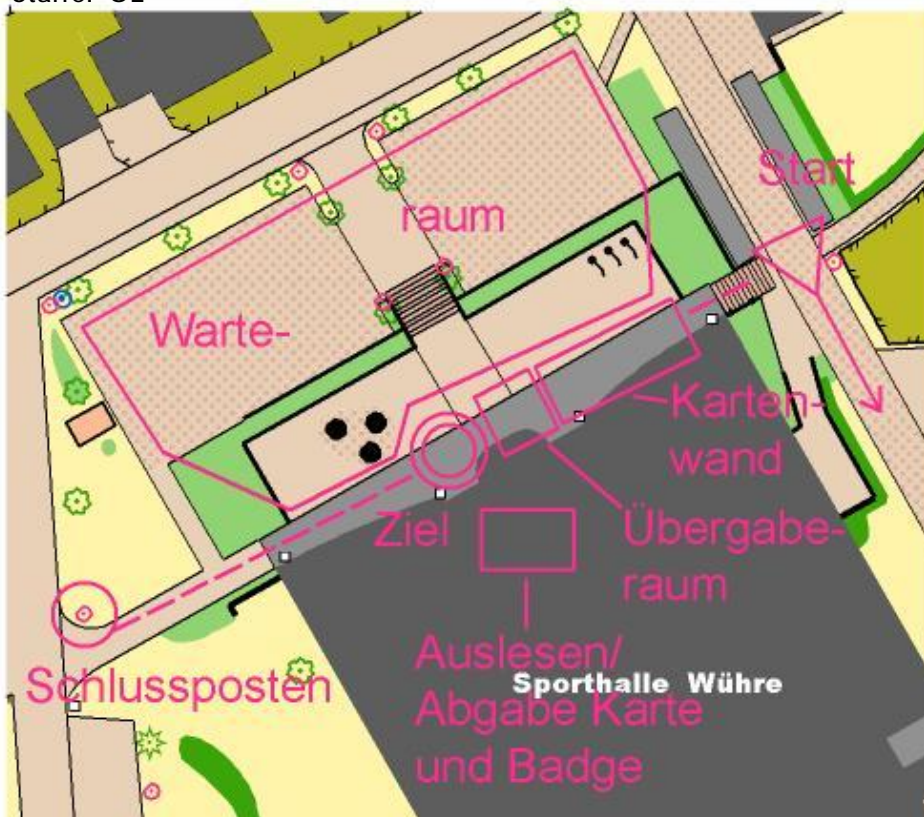 Start
raum
Warte-
Karten-
wand
Ziel
Übergabe-
raum
Schlussposten
Auslesen/
Abgabe Karte
und Badge
Sporthalle Wühre